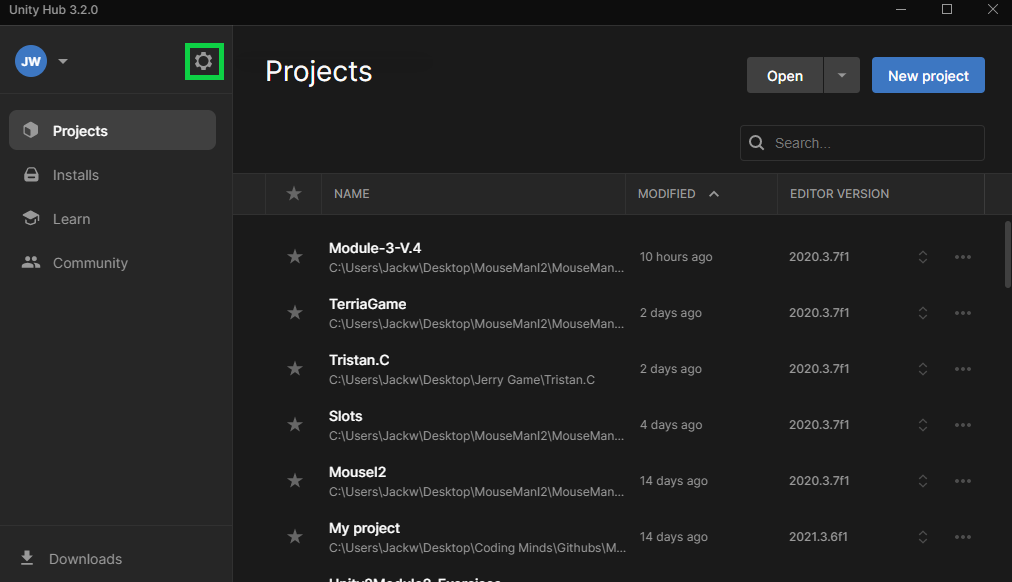 Unity Hub 3.2.0
JW
Projects
Installs
Learn
Community
Downloads
Projects
Open
New project
Search...
NAME MODIFIED EDITOR VERSION
Module-3-V.4
C:\Users\Jackw\Desktop\MouseManI2\MouseMan...
10 hours ago 2020.3.7f1
TerriaGame
C:\Users\Jackw\Desktop\MouseManI2\MouseMan...
2 days ago 2020.3.7f1
Tristan.C
C:\Users\Jackw\Desktop\Jerry Game\Tristan.C
2 days ago 2020.3.7f1
Slots
C:\Users\Jackw\Desktop\MouseManI2\MouseMan...
4 days ago 2020.3.7f1
MouseI2
C:\Users\Jackw\Desktop\MouseManI2\MouseMan...
14 days ago 2020.3.7f1
My project
C:\Users\Jackw\Desktop\Coding Minds\Githubs\M...
14 days ago 2021.3.6f1